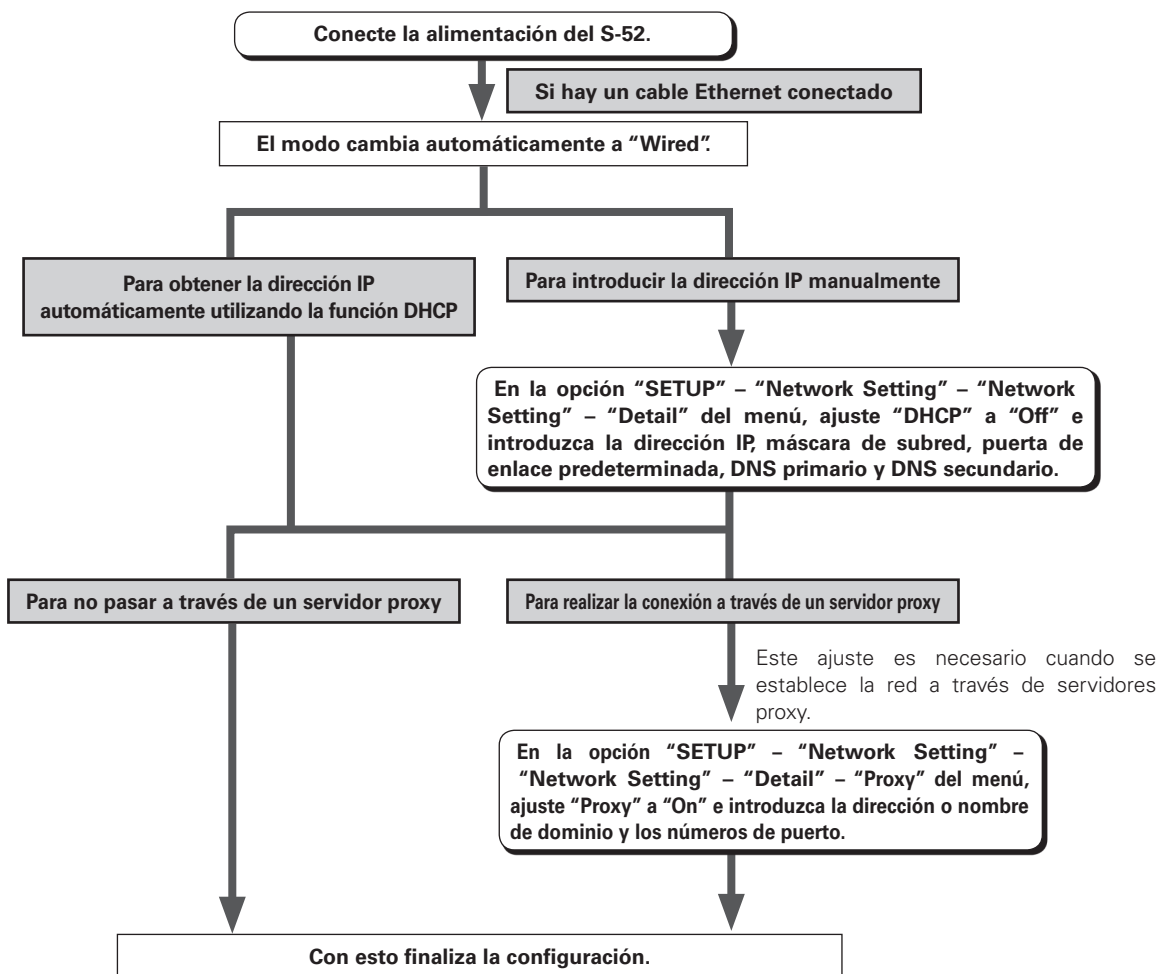 Conecte la alimentación del S-52.
Si hay un cable Ethernet conectado
El modo cambia automáticamente a “Wired”.
Para obtener la dirección IP
automáticamente utilizando la función DHCP
Para introducir la dirección IP manualmente
En la opción “SETUP” – “Network Setting” – “Network
Setting” – “Detail” del menú, ajuste “DHCP” a “Off” e
introduzca la dirección IP, máscara de subred, puerta de
enlace predeterminada, DNS primario y DNS secundario.
Para no pasar a través de un servidor proxy
Para realizar la conexión a través de un servidor proxy
Este ajuste es necesario cuando se
establece la red a través de servidores
proxy.
En la opción “SETUP” – “Network Setting” –
“Network Setting” – “Detail” – “Proxy” del menú,
ajuste “Proxy” a “On” e introduzca la dirección o nombre
de dominio y los números de puerto.
Con esto finaliza la configuración.